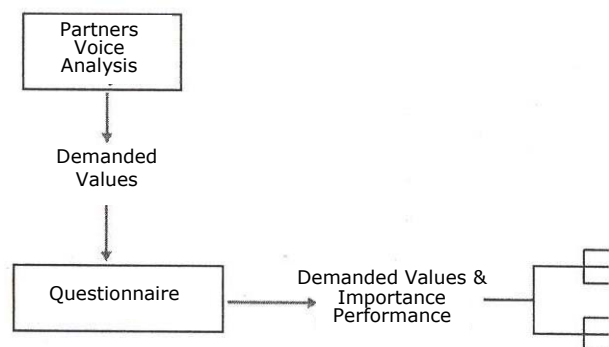 Partners
Voice
Analysis
Demanded
Values
Questionnaire
Demanded Values &
Importance
Performance